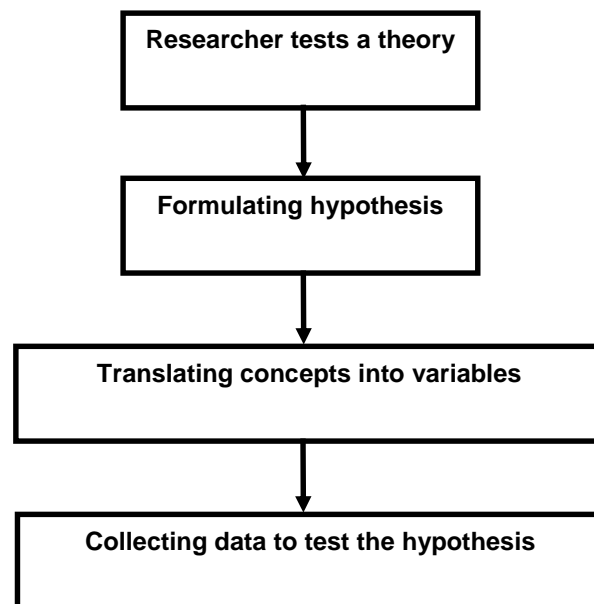 Researcher tests a theory
Formulating hypothesis
Translating concepts into variables
Collecting data to test the hypothesis